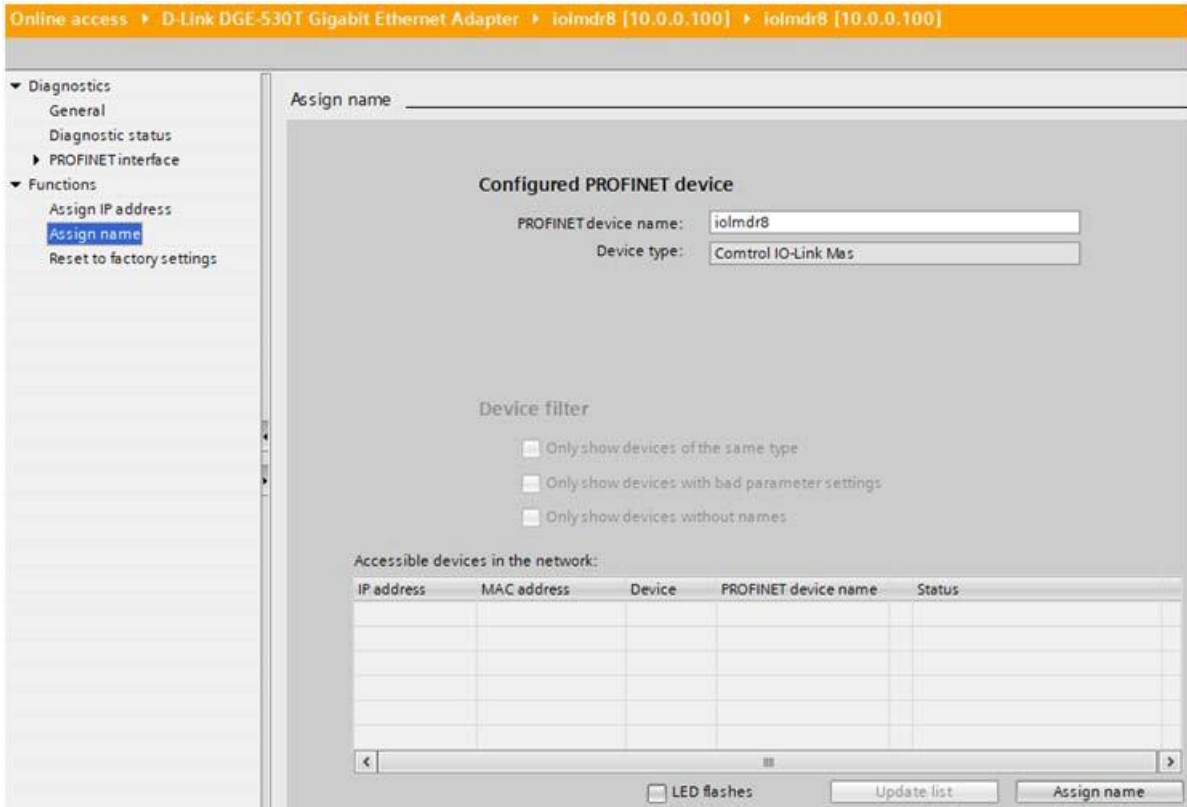 Online access ▸ D-Link DGE-530T Gigabit Ethernet Adapter ▸ iolmdr8 [10.0.0.100] ▸ iolmdr8 [10.0.0.100]
Diagnostics
General
Diagnostic status
PROFINET interface
Functions
Assign IP address
Assign name
Reset to factory settings
Assign name
Configured PROFINET device
PROFINET device name: iolmdr8
Device type: Comtrol IO-Link Mas
Device filter
Only show devices of the same type
Only show devices with bad parameter settings
Only show devices without names
Accessible devices in the network:
IP address MAC address Device PROFINET device name Status
LED flashes Update list Assign name